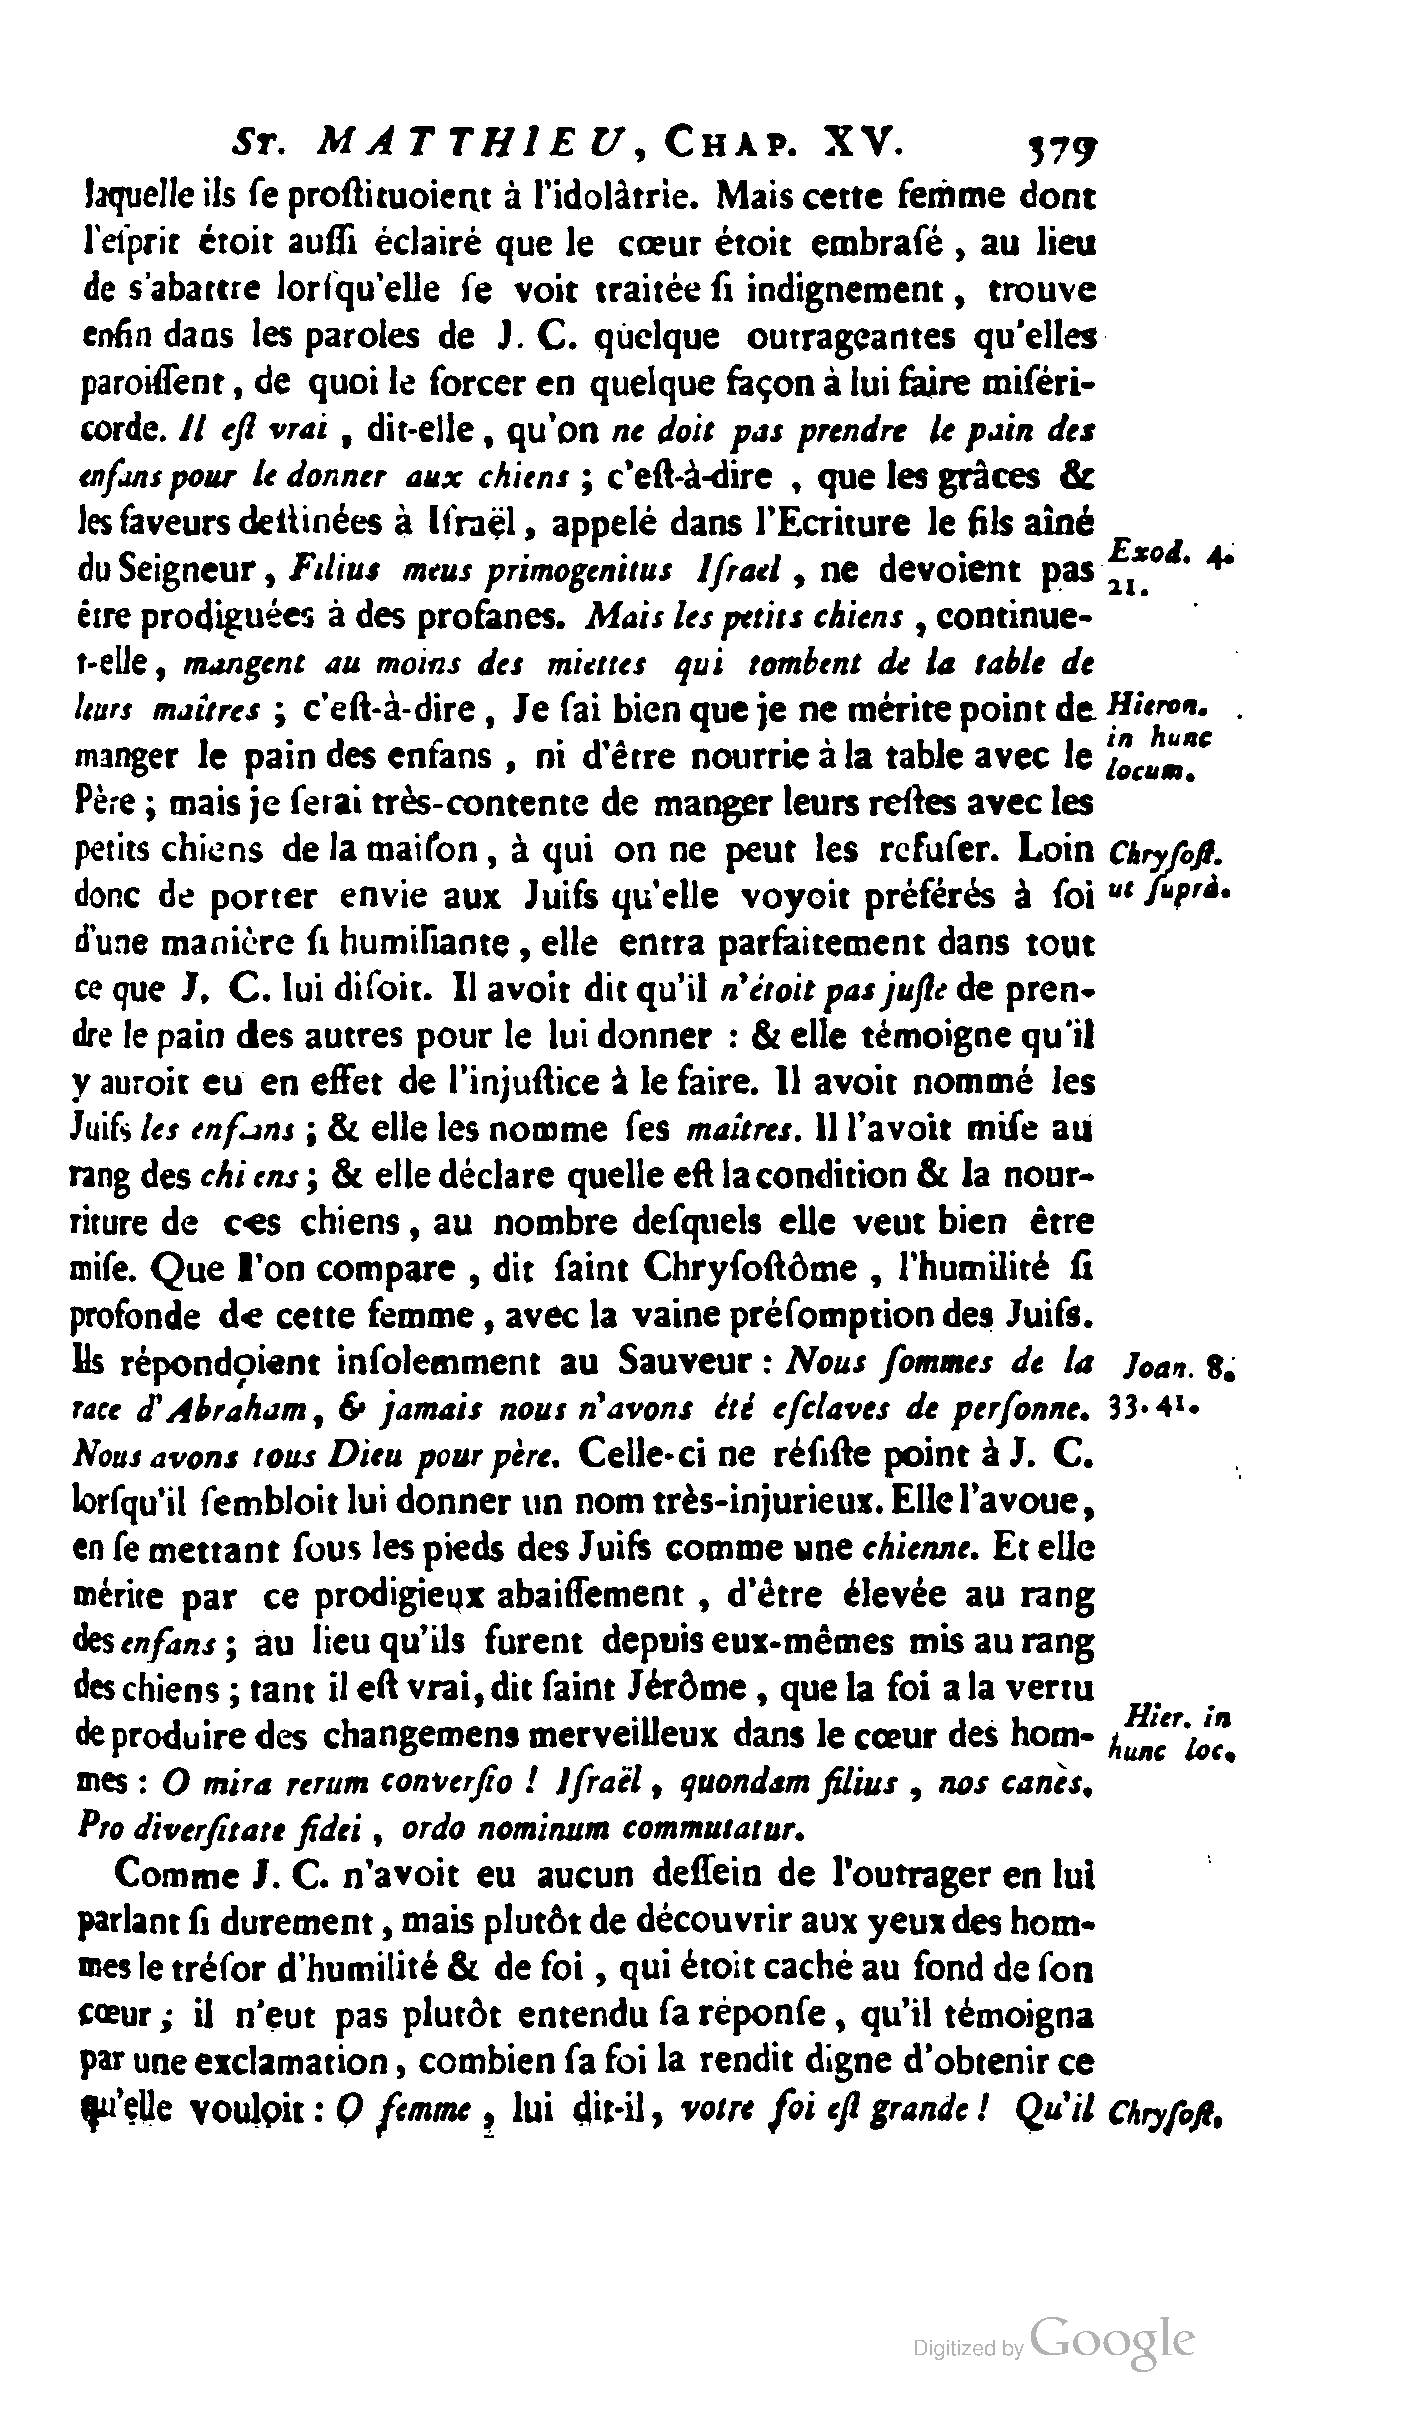 St. MATTHIEU, CHAP. XV. 379
laquelle ils ſe proſtituoient à l'idolâtrie. Mais cette femme dont
l'eſprit étoit auſſi éclairé que le cœur étoit embraſé, au lieu
de s'abattre lorſqu'elle ſe voit traitée ſi indignement, trouve
enfin dans les paroles de J. C. quelque outrageantes qu'elles
paroiſſent, de quoi le forcer en quelque façon à lui faire miſéri-
corde. Il eſt vrai, dit-elle, qu'on ne doit pas prendre le pain des
enfans pour le donner aux chiens; c'eſt-à-dire, que les grâces &
les faveurs deſtinées à Iſraël, appelé dans l'Ecriture le fils aîné
du Seigneur, Filius meus primogenitus Iſrael, ne devoient pas
Exod. 4.
21.
être prodiguées à des profanes. Mais les petits chiens, continue-
t-elle, mangent au moins des miettes qui tombent de la table de
leurs maîtres; c'eſt-à-dire, Je ſai bien que je ne mérite point de
Hieron.
in hunc
locum.
manger le pain des enfans, ni d'être nourrie à la table avec le
Père; mais je ſerai très-contente de manger leurs reſtes avec les
petits chiens de la maiſon, à qui on ne peut les refuſer. Loin
Chryſoſt.
ut ſuprà.
donc de porter envie aux Juifs qu'elle voyoit préférés à ſoi
d'une manière ſi humiliante, elle entra parfaitement dans tout
ce que J. C. lui diſoit. Il avoit dit qu'il n'étoit pas juſte de pren-
dre le pain des autres pour le lui donner : & elle témoigne qu'il
y auroit eu en effet de l'injuſtice à le faire. Il avoit nommé les
Juifs les enfans; & elle les nomme ſes maîtres. Il l'avoit miſe au
rang des chiens; & elle déclare quelle eſt la condition & la nour-
riture de ces chiens, au nombre deſquels elle veut bien être
miſe. Que l'on compare, dit ſaint Chryſoſtôme, l'humilité ſi
profonde de cette femme, avec la vaine préſomption des Juifs.
Ils répondoient inſolemment au Sauveur : Nous ſommes de la
Joan. 8.
33. 41.
race d'Abraham, & jamais nous n'avons été eſclaves de perſonne.
Nous avons tous Dieu pour père. Celle-ci ne réſiſte point à J. C.
lorſqu'il ſembloit lui donner un nom très-injurieux. Elle l'avoue,
en ſe mettant ſous les pieds des Juifs comme une chienne. Et elle
mérite par ce prodigieux abaiſſement, d'être élevée au rang
des enfans; au lieu qu'ils furent depuis eux-mêmes mis au rang
des chiens; tant il eſt vrai, dit ſaint Jérôme, que la foi a la vertu
de produire des changemens merveilleux dans le cœur des hom-
Hier. in
hunc loc.
mes : O mira rerum converſio ! Iſraël, quondam filius, nos canès.
Pro diverſitate fidei, ordo nominum commutatur.
Comme J. C. n'avoit eu aucun deſſein de l'outrager en lui
parlant ſi durement, mais plutôt de découvrir aux yeux des hom-
mes le tréſor d'humilité & de foi, qui étoit caché au fond de ſon
cœur; il n'eut pas plutôt entendu ſa réponſe, qu'il témoigna
par une exclamation, combien ſa foi la rendit digne d'obtenir ce
qu'elle vouloit : O femme, lui dit-il, votre foi eſt grande ! Qu'il
Chryſoſt.
Digitized by Google